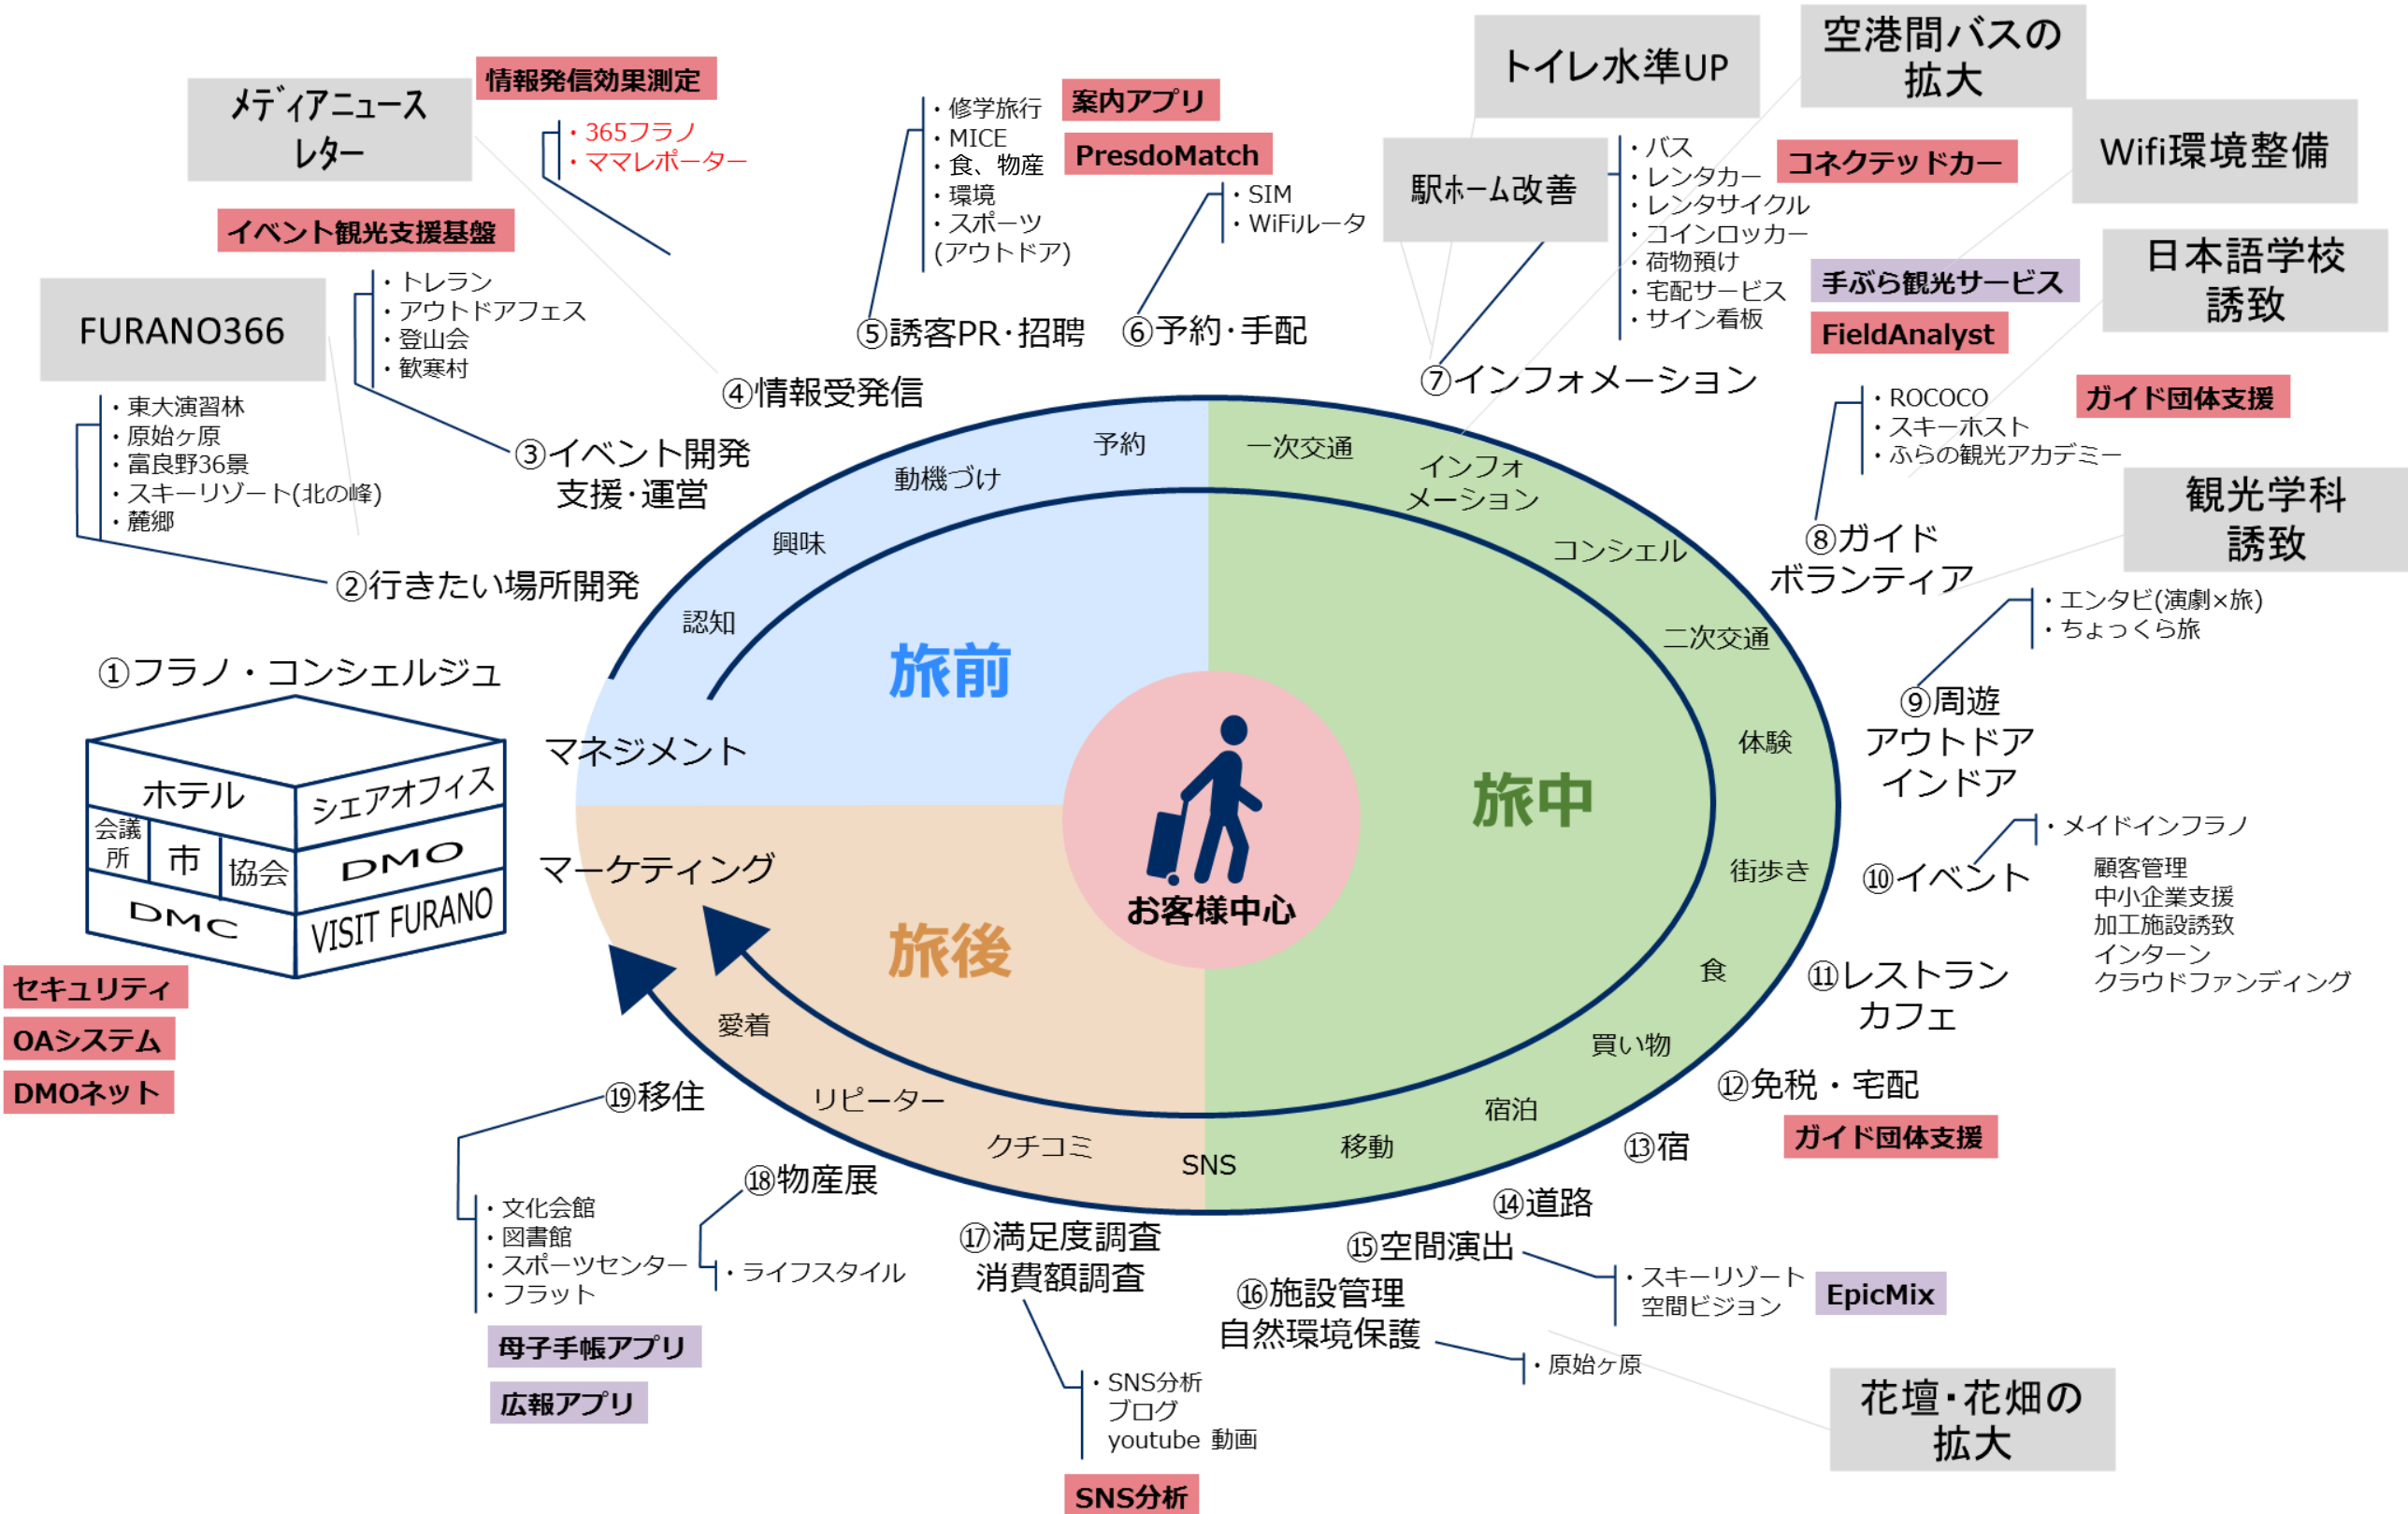 メディアニュース
レター
情報発信効果測定
・365フラノ
・ママレポーター
イベント観光支援基盤
・トレラン
・アウトドアフェス
・登山会
・歓寒村
FURANO366
・東大演習林
・原始ヶ原
・富良野36景
・スキーリゾート(北の峰)
・麓郷
②行きたい場所開発
③イベント開発
支援・運営
④情報受発信
・修学旅行
・MICE
・食、物産
・環境
・スポーツ
(アウトドア)
⑤誘客PR・招聘
案内アプリ
PresdoMatch
・SIM
・WiFiルータ
⑥予約・手配
トイレ水準UP
駅ホーム改善
空港間バスの
拡大
・バス
・レンタカー
・レンタサイクル
・コインロッカー
・荷物預け
・宅配サービス
・サイン看板
⑦インフォメーション
コネクテッドカー
Wifi環境整備
手ぶら観光サービス
FieldAnalyst
日本語学校
誘致
・ROCOCO
・スキーホスト
・ふらの観光アカデミー
ガイド団体支援
⑧ガイド
ボランティア
観光学科
誘致
・エンタビ(演劇×旅)
・ちょっくら旅
⑨周遊
アウトドア
インドア
・メイドインフラノ
⑩イベント
顧客管理
中小企業支援
加工施設誘致
インターン
クラウドファンディング
⑪レストラン
カフェ
⑫免税・宅配
ガイド団体支援
⑬宿
⑭道路
⑮空間演出
・スキーリゾート
空間ビジョン
EpicMix
⑯施設管理
自然環境保護
・原始ヶ原
花壇・花畑の
拡大
⑰満足度調査
消費額調査
・SNS分析
ブログ
youtube 動画
SNS分析
⑱物産展
・ライフスタイル
⑲移住
・文化会館
・図書館
・スポーツセンター
・フラット
母子手帳アプリ
広報アプリ
①フラノ・コンシェルジュ
ホテル
シェアオフィス
会議
所
市
協会
DMO
DMC
VISIT FURANO
セキュリティ
OAシステム
DMOネット
マネジメント
マーケティング
認知
興味
動機づけ
予約
一次交通
インフォ
メーション
コンシェル
二次交通
体験
街歩き
食
買い物
宿泊
移動
SNS
クチコミ
リピーター
愛着
旅前
旅中
旅後
お客様中心